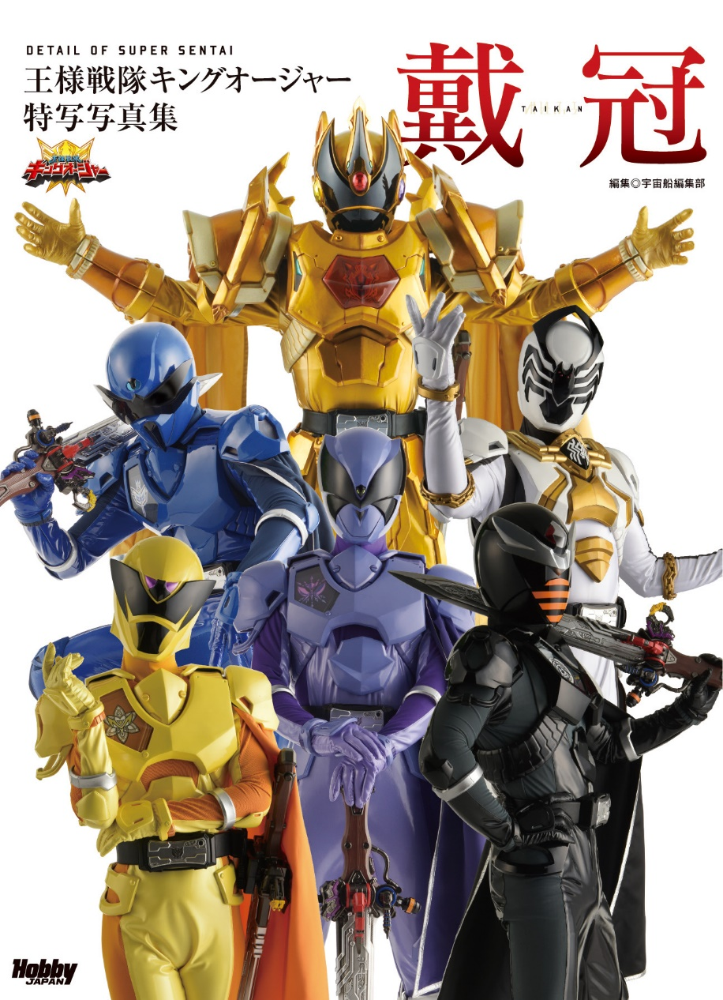 DETAIL OF SUPER SENTAI
王様戦隊キングオージャー
特写写真集
戴冠
TAIKAN
編集◎宇宙船編集部
王様戦隊
キングオージャー
Hobby
JAPAN